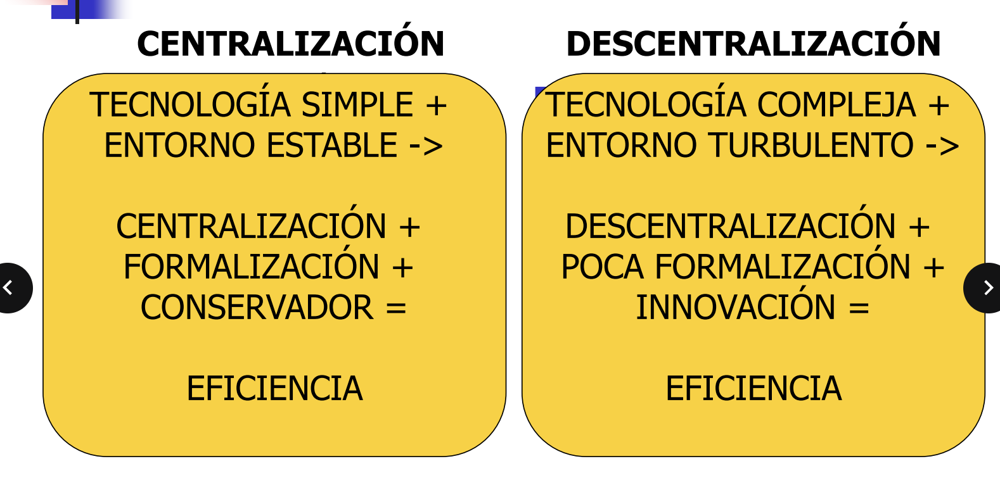 CENTRALIZACIÓN
TECNOLOGÍA SIMPLE +
ENTORNO ESTABLE ->
CENTRALIZACIÓN +
FORMALIZACIÓN +
CONSERVADOR =
EFICIENCIA
DESCENTRALIZACIÓN
TECNOLOGÍA COMPLEJA +
ENTORNO TURBULENTO ->
DESCENTRALIZACIÓN +
POCA FORMALIZACIÓN +
INNOVACIÓN =
EFICIENCIA